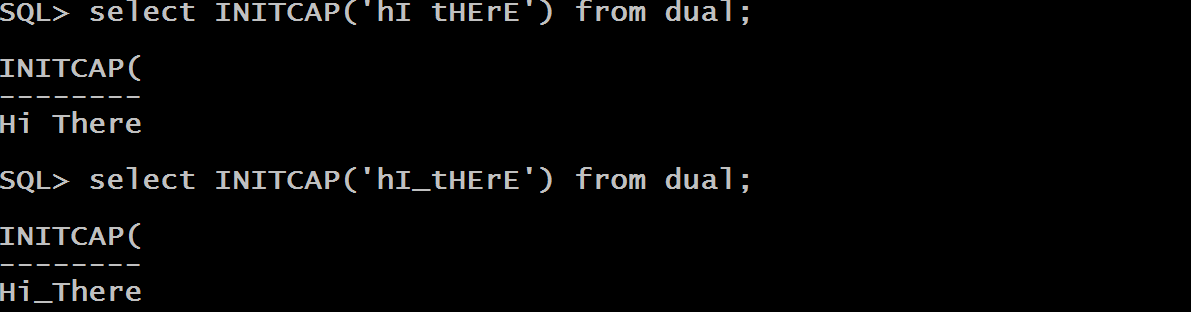 SQL> select INITCAP('hI tHErE') from dual;
INITCAP(
--------
Hi There
SQL> select INITCAP('hI_tHErE') from dual;
INITCAP(
--------
Hi_There